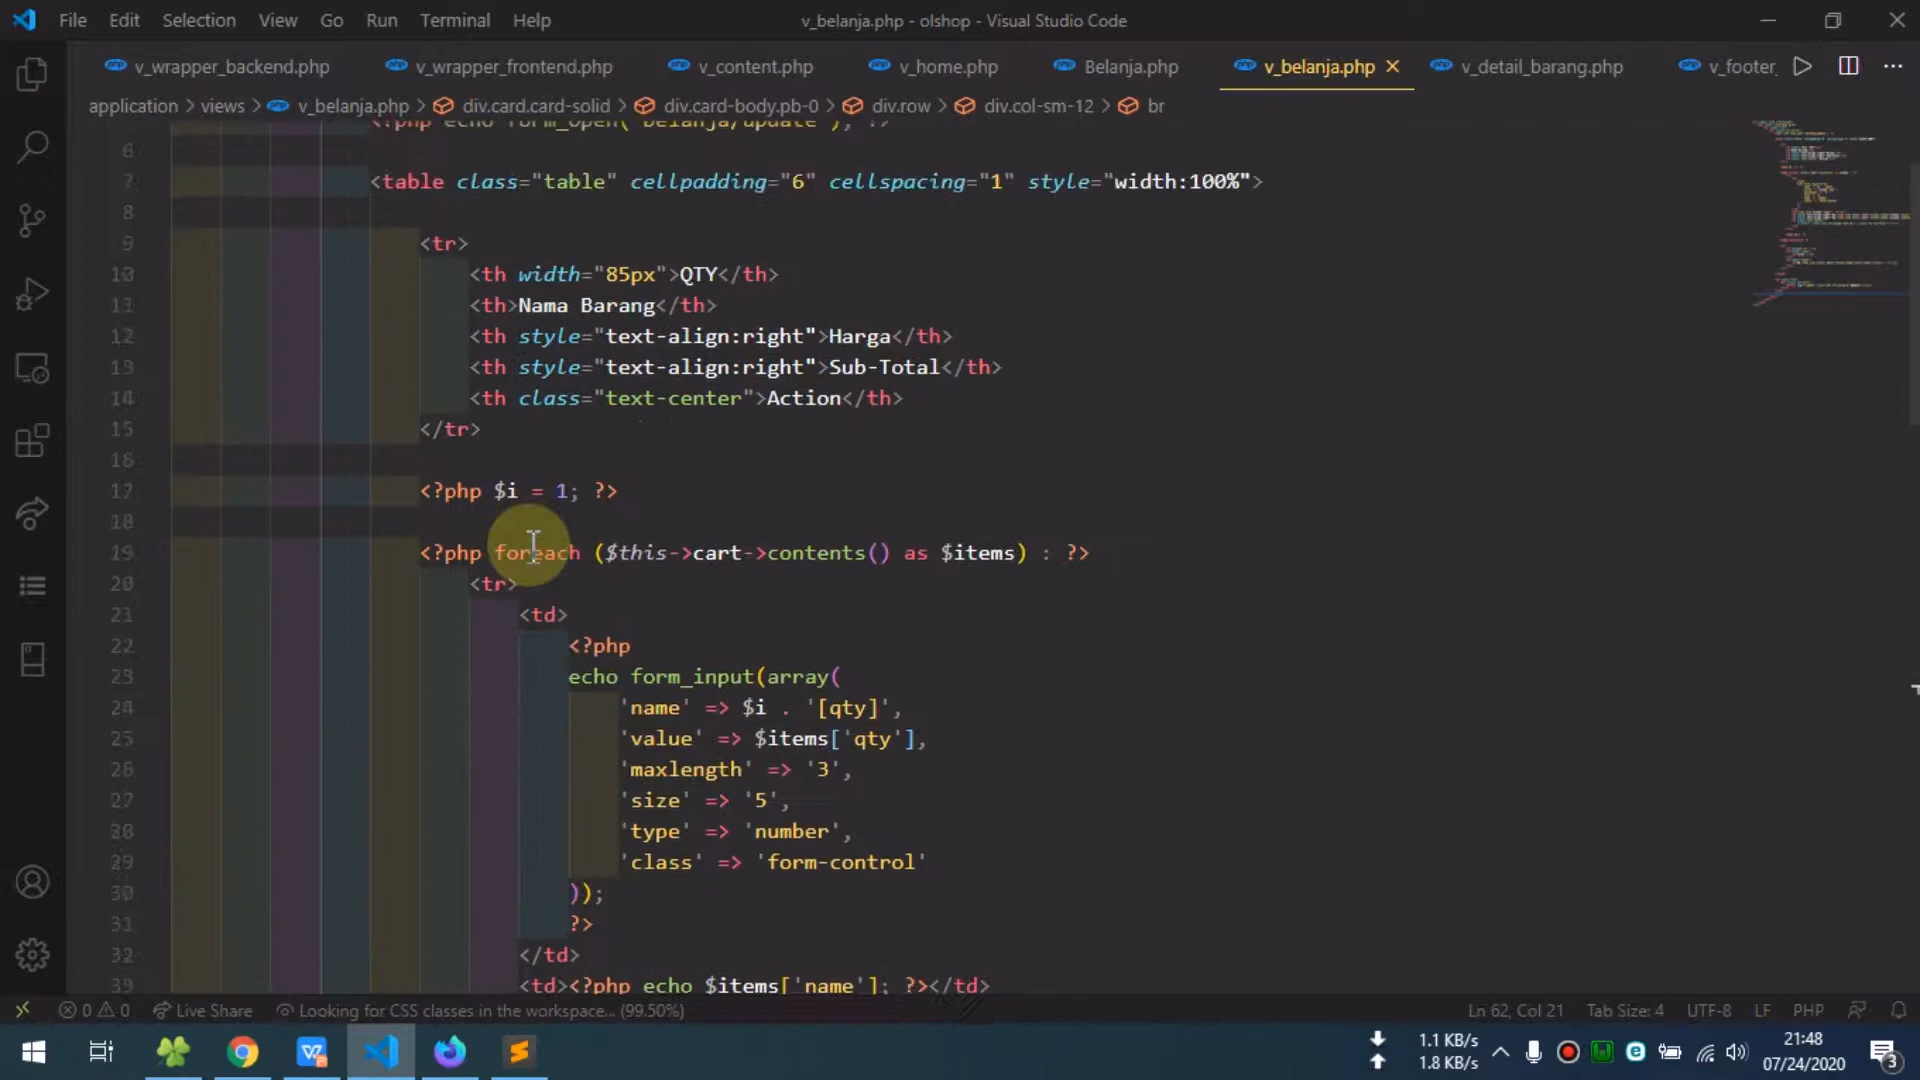 File Edit Selection View Go Run Terminal Help
v_belanja.php - olshop - Visual Studio Code
v_wrapper_backend.php v_wrapper_frontend.php v_content.php v_home.php Belanja.php v_belanja.php v_detail_barang.php v_footer
application > views > v_belanja.php > div.card.card-solid > div.card-body.pb-0 > div.row > div.col-sm-12 > br
<?php echo form_open('belanja/update'); ?>
6
7 <table class="table" cellpadding="6" cellspacing="1" style="width:100%">
8
9 <tr>
10 <th width="85px">QTY</th>
11 <th>Nama Barang</th>
12 <th style="text-align:right">Harga</th>
13 <th style="text-align:right">Sub-Total</th>
14 <th class="text-center">Action</th>
15 </tr>
16
17 <?php $i = 1; ?>
18
19 <?php foreach ($this->cart->contents() as $items) : ?>
20 <tr>
21 <td>
22 <?php
23 echo form_input(array(
24 'name' => $i . '[qty]',
25 'value' => $items['qty'],
26 'maxlength' => '3',
27 'size' => '5',
28 'type' => 'number',
29 'class' => 'form-control'
30 ));
31 ?>
32 </td>
<td><?php echo $items['name']; ?></td>
0 0 Live Share Looking for CSS classes in the workspace... (99.50%)
Ln 62, Col 21 Tab Size: 4 UTF-8 LF PHP
1.1 KB/s
1.8 KB/s
21:48
07/24/2020
3